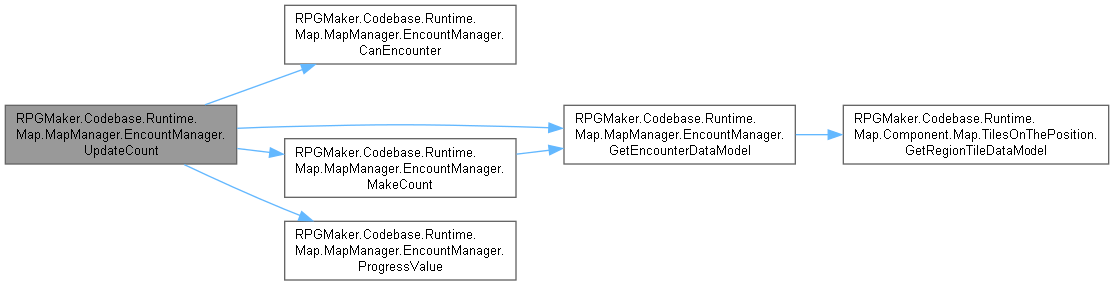 RPGMaker.Codebase.Runtime.
Map.MapManager.EncountManager.
CanEncounter
RPGMaker.Codebase.Runtime.
Map.MapManager.EncountManager.
UpdateCount
RPGMaker.Codebase.Runtime.
Map.MapManager.EncountManager.
GetEncounterDataModel
RPGMaker.Codebase.Runtime.
Map.Component.Map.TilesOnThePosition.
GetRegionTileDataModel
RPGMaker.Codebase.Runtime.
Map.MapManager.EncountManager.
MakeCount
RPGMaker.Codebase.Runtime.
Map.MapManager.EncountManager.
ProgressValue